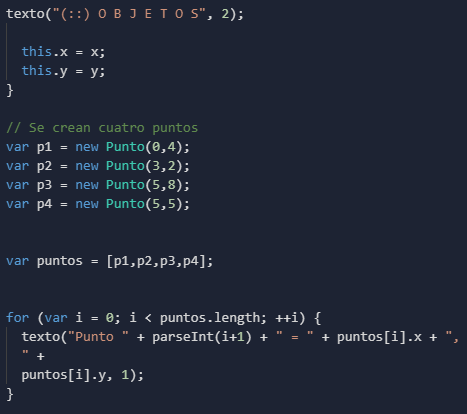 texto("(::) O B J E T O S", 2);
this.x = x;
this.y = y;
}
// Se crean cuatro puntos
var p1 = new Punto(0,4);
var p2 = new Punto(3,2);
var p3 = new Punto(5,8);
var p4 = new Punto(5,5);
var puntos = [p1,p2,p3,p4];
for (var i = 0; i < puntos.length; ++i) {
texto("Punto " + parseInt(i+1) + " = " + puntos[i].x + ",
" +
puntos[i].y, 1);
}